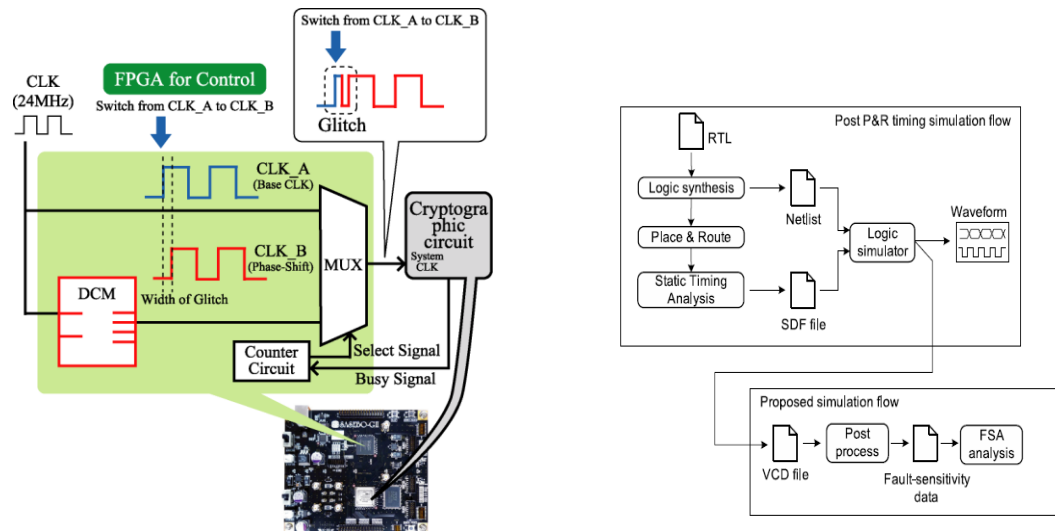 Switch from CLK_A to CLK_B
Glitch
CLK
(24MHz)
FPGA for Control
Switch from CLK_A to CLK_B
CLK_A
(Base CLK)
CLK_B
(Phase-Shift)
Width of Glitch
DCM
MUX
Cryptogra
phic
circuit
System
CLK
Counter
Circuit
Select Signal
Busy Signal
SASEBO-GII
Post P&R timing simulation flow
RTL
Logic synthesis
Netlist
Place & Route
Static Timing
Analysis
SDF file
Logic
simulator
Waveform
Proposed simulation flow
VCD file
Post
process
Fault-sensitivity
data
FSA
analysis